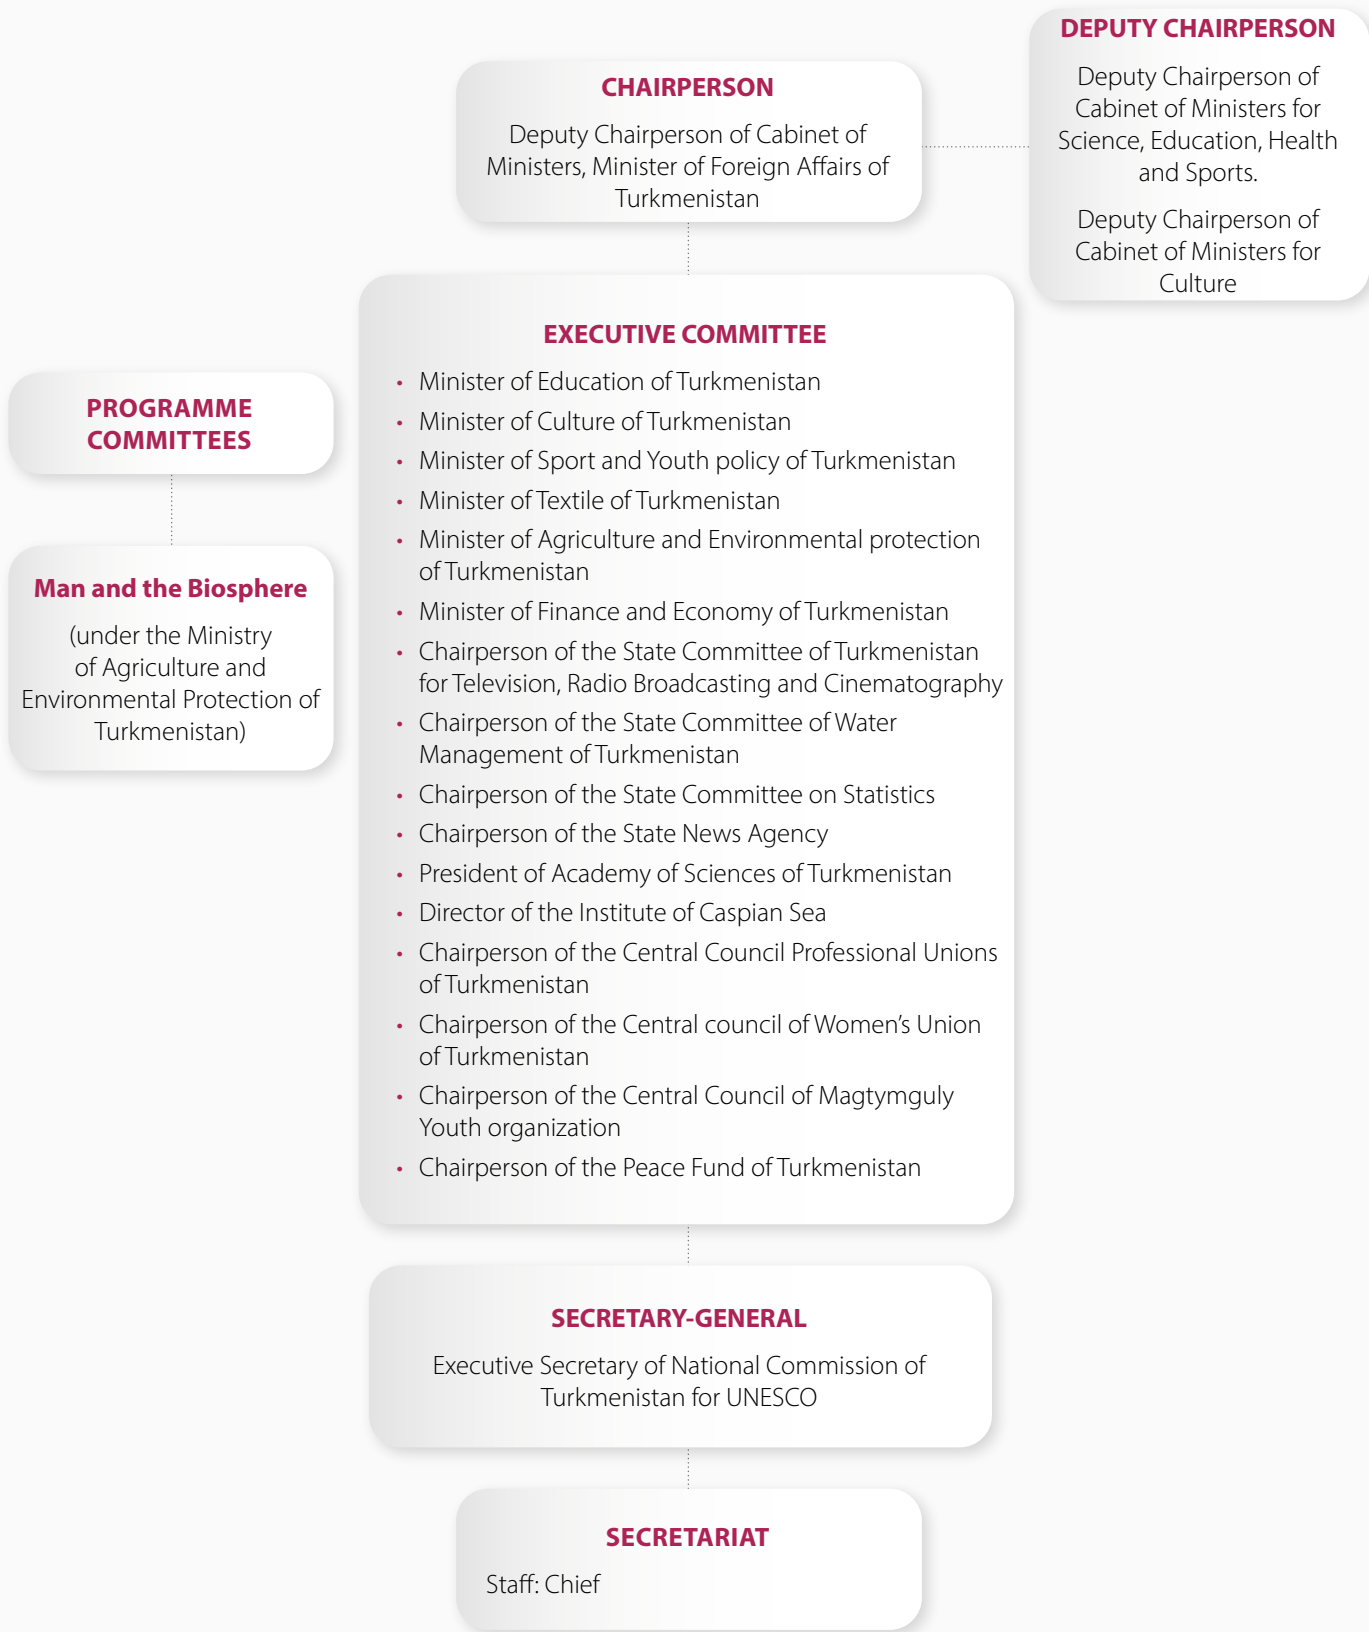 CHAIRPERSON
Deputy Chairperson of Cabinet of
Ministers, Minister of Foreign Affairs of
Turkmenistan
DEPUTY CHAIRPERSON
Deputy Chairperson of
Cabinet of Ministers for
Science, Education, Health
and Sports.
Deputy Chairperson of
Cabinet of Ministers for
Culture
PROGRAMME
COMMITTEES
Man and the Biosphere
(under the Ministry
of Agriculture and
Environmental Protection of
Turkmenistan)
EXECUTIVE COMMITTEE
• Minister of Education of Turkmenistan
• Minister of Culture of Turkmenistan
• Minister of Sport and Youth policy of Turkmenistan
• Minister of Textile of Turkmenistan
• Minister of Agriculture and Environmental protection
of Turkmenistan
• Minister of Finance and Economy of Turkmenistan
• Chairperson of the State Committee of Turkmenistan
for Television, Radio Broadcasting and Cinematography
• Chairperson of the State Committee of Water
Management of Turkmenistan
• Chairperson of the State Committee on Statistics
• Chairperson of the State News Agency
• President of Academy of Sciences of Turkmenistan
• Director of the Institute of Caspian Sea
• Chairperson of the Central Council Professional Unions
of Turkmenistan
• Chairperson of the Central council of Women's Union
of Turkmenistan
• Chairperson of the Central Council of Magtymguly
Youth organization
• Chairperson of the Peace Fund of Turkmenistan
SECRETARY-GENERAL
Executive Secretary of National Commission of
Turkmenistan for UNESCO
SECRETARIAT
Staff: Chief